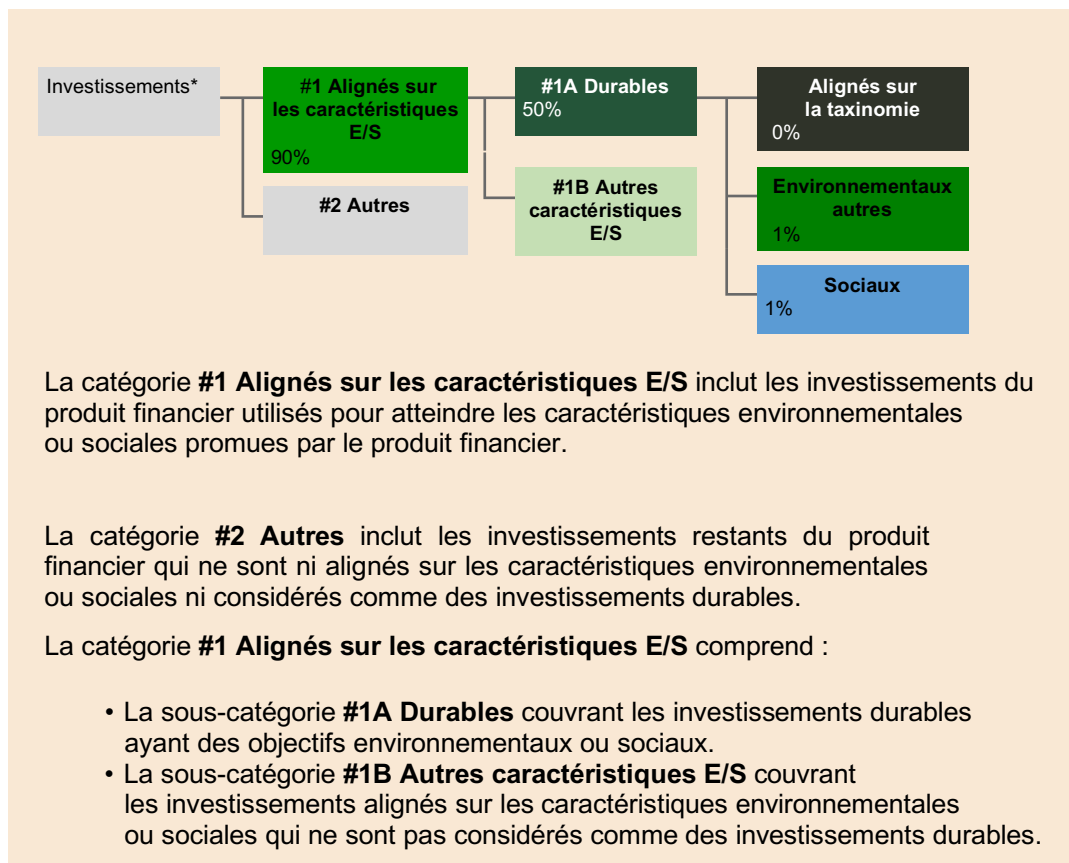 Investissements*
#1 Alignés sur
les caractéristiques
E/S
90%
#2 Autres
#1A Durables
50%
#1B Autres
caractéristiques
E/S
Alignés sur
la taxinomie
0%
Environnementaux
autres
1%
Sociaux
1%
La catégorie #1 Alignés sur les caractéristiques E/S inclut les investissements du
produit financier utilisés pour atteindre les caractéristiques environnementales
ou sociales promues par le produit financier.
La catégorie #2 Autres inclut les investissements restants du produit
financier qui ne sont ni alignés sur les caractéristiques environnementales
ou sociales ni considérés comme des investissements durables.
La catégorie #1 Alignés sur les caractéristiques E/S comprend :
• La sous-catégorie #1A Durables couvrant les investissements durables
ayant des objectifs environnementaux ou sociaux.
• La sous-catégorie #1B Autres caractéristiques E/S couvrant
les investissements alignés sur les caractéristiques environnementales
ou sociales qui ne sont pas considérés comme des investissements durables.